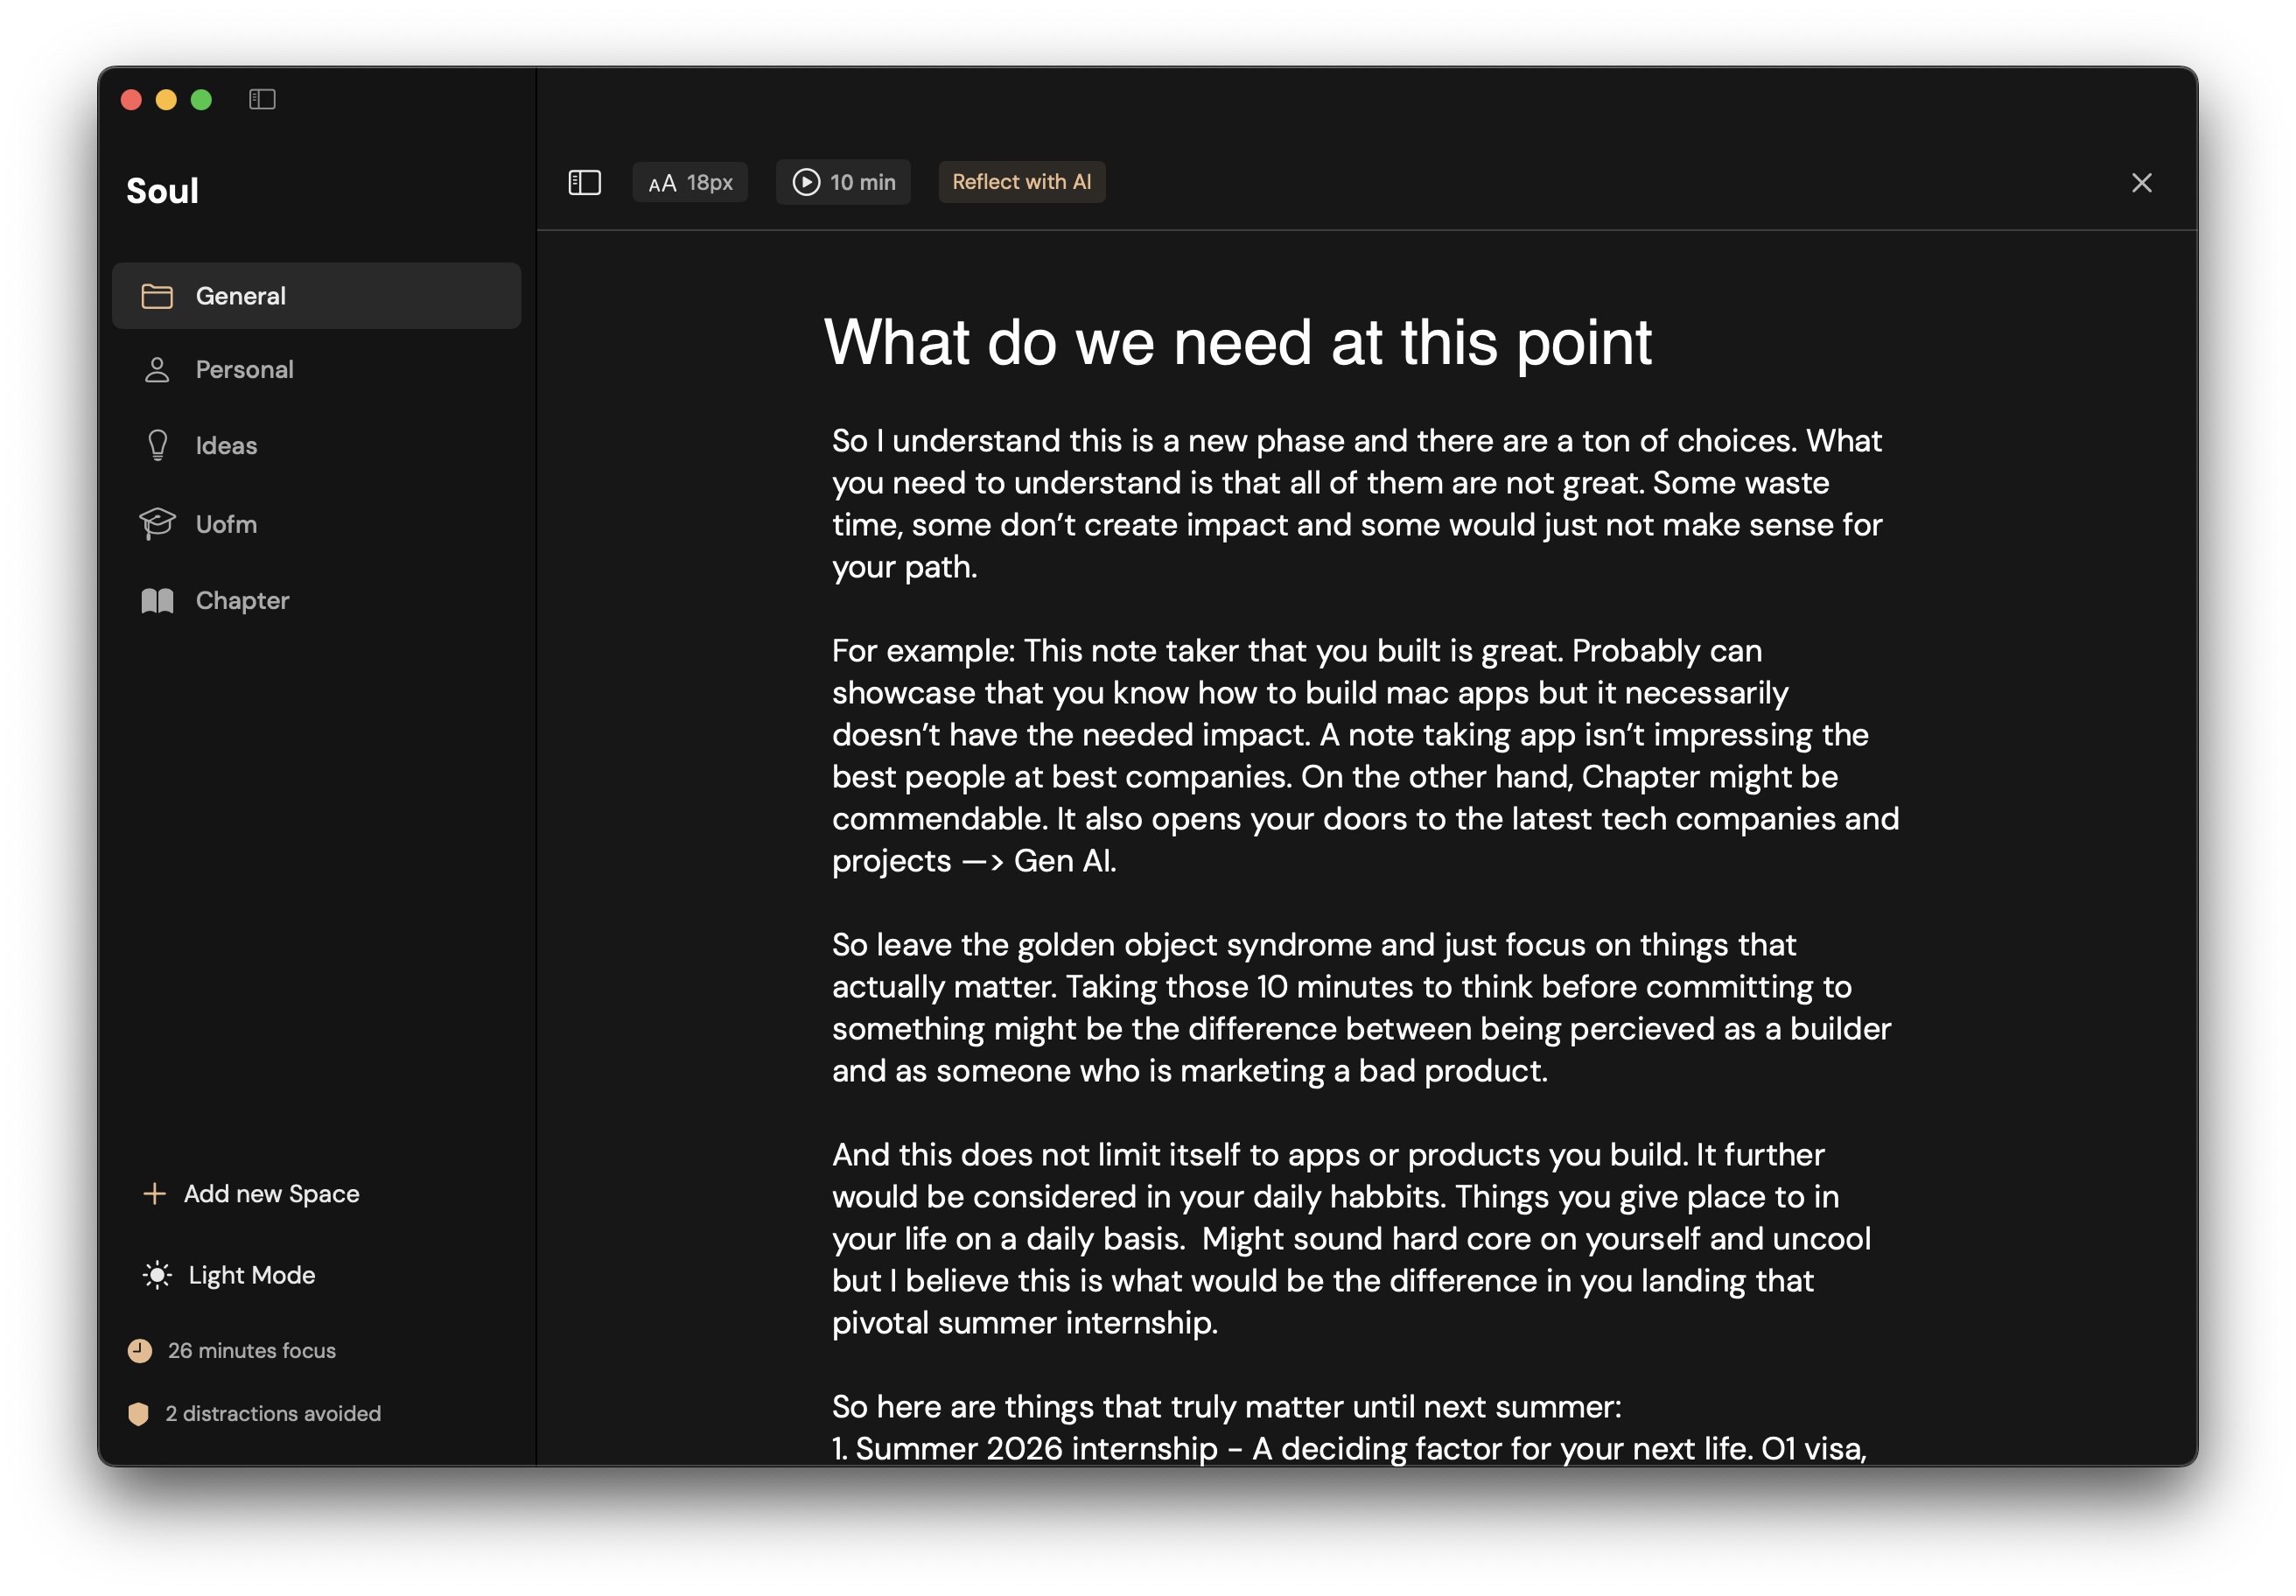 Soul
General
Personal
Ideas
Uofm
Chapter
Add new Space
Light Mode
26 minutes focus
2 distractions avoided
AA 18px
10 min
Reflect with AI
What do we need at this point
So I understand this is a new phase and there are a ton of choices. What
you need to understand is that all of them are not great. Some waste
time, some don’t create impact and some would just not make sense for
your path.
For example: This note taker that you built is great. Probably can
showcase that you know how to build mac apps but it necessarily
doesn’t have the needed impact. A note taking app isn’t impressing the
best people at best companies. On the other hand, Chapter might be
commendable. It also opens your doors to the latest tech companies and
projects —> Gen AI.
So leave the golden object syndrome and just focus on things that
actually matter. Taking those 10 minutes to think before committing to
something might be the difference between being percieved as a builder
and as someone who is marketing a bad product.
And this does not limit itself to apps or products you build. It further
would be considered in your daily habbits. Things you give place to in
your life on a daily basis.  Might sound hard core on yourself and uncool
but I believe this is what would be the difference in you landing that
pivotal summer internship.
So here are things that truly matter until next summer:
1. Summer 2026 internship - A deciding factor for your next life. O1 visa,